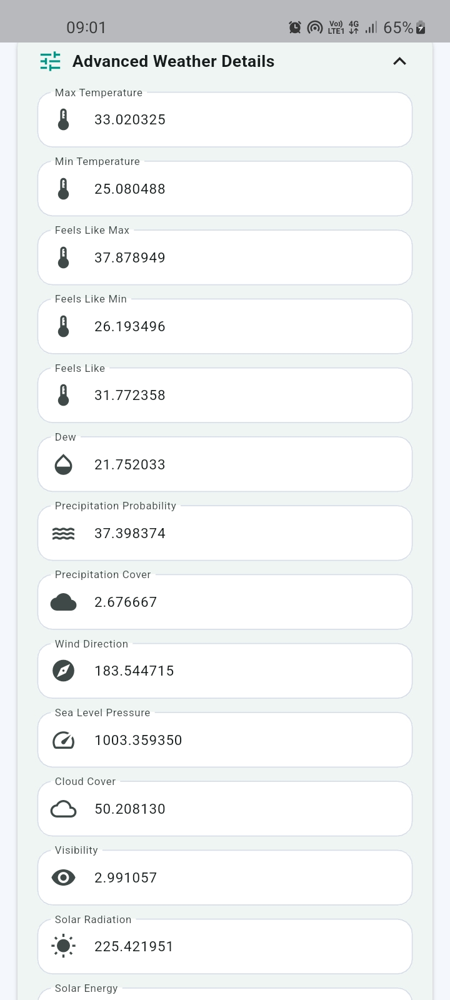 09:01
Vo)) LTE1 4G 65%
Advanced Weather Details
Max Temperature
33.020325
Min Temperature
25.080488
Feels Like Max
37.878949
Feels Like Min
26.193496
Feels Like
31.772358
Dew
21.752033
Precipitation Probability
37.398374
Precipitation Cover
2.676667
Wind Direction
183.544715
Sea Level Pressure
1003.359350
Cloud Cover
50.208130
Visibility
2.991057
Solar Radiation
225.421951
Solar Energy